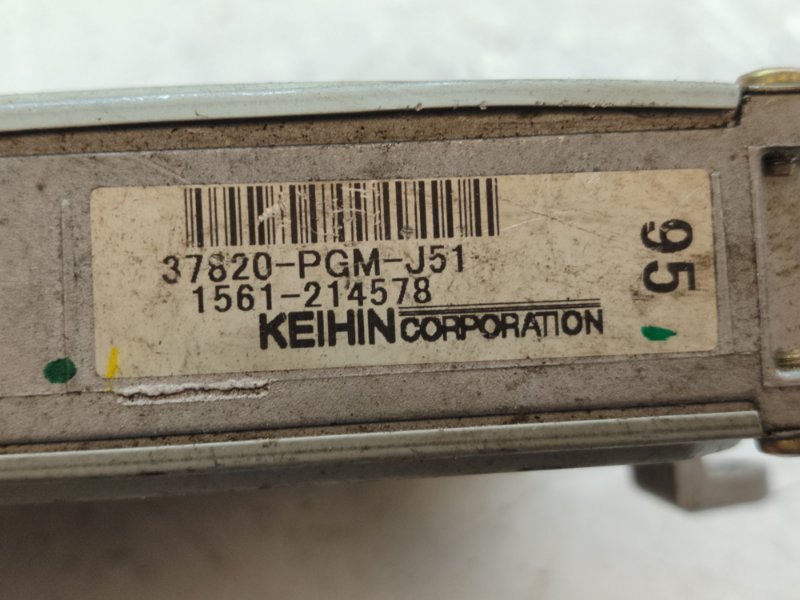 37820-PGM-J51
1561-214578
KEIHIN CORPORATION
95